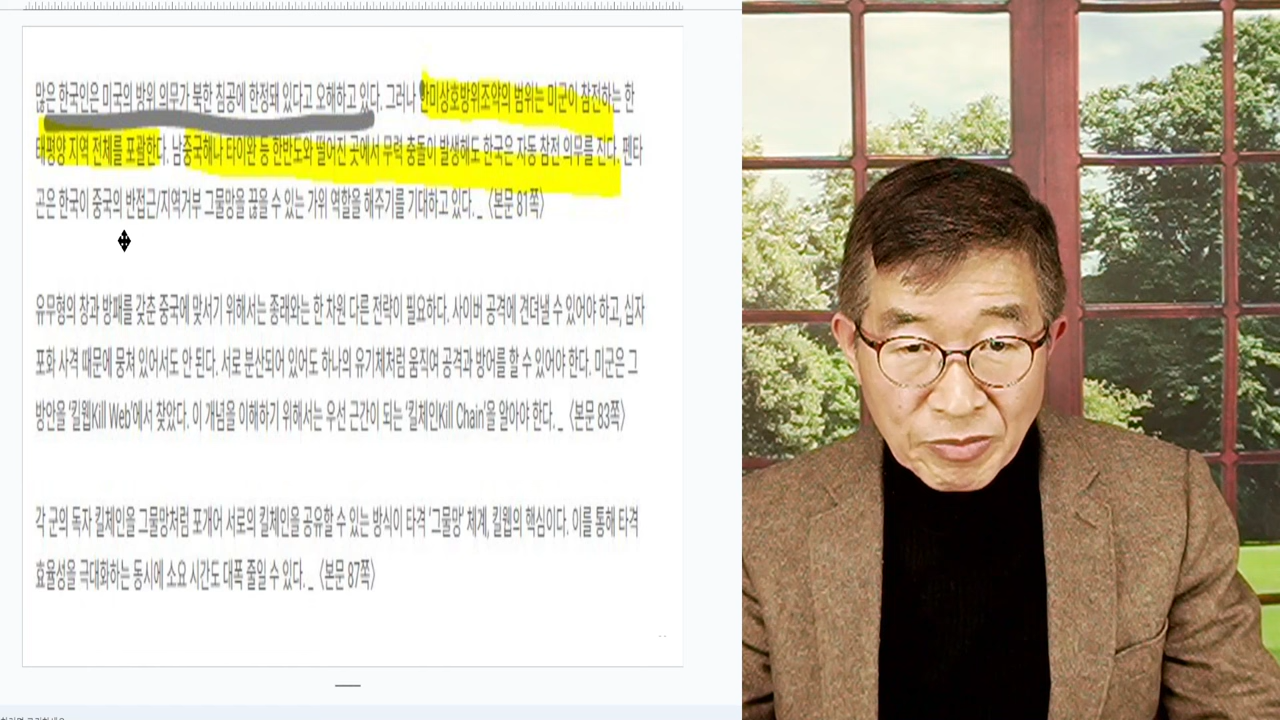 많은 한국인은 미국의 방위 의무가 북한 침공에 한정돼 있다고 오해하고 있다. 그러나 한미상호방위조약의 범위는 미군이 참전하는 한
태평양 지역 전체를 포괄한다. 남중국해나 타이완 등 한반도와 떨어진 곳에서 무력 충돌이 발생해도 한국은 자동 참전 의무를 진다. 펜타
곤은 한국이 중국의 반접근/지역거부 그물망을 끊을 수 있는 가위 역할을 해주기를 기대하고 있다. _〈본문 81쪽〉
유무형의 창과 방패를 갖춘 중국에 맞서기 위해서는 종래와는 한 차원 다른 전략이 필요하다. 사이버 공격에 견뎌낼 수 있어야 하고, 십자
포화 사격 때문에 뭉쳐 있어서도 안 된다. 서로 분산되어 있어도 하나의 유기체처럼 움직여 공격과 방어를 할 수 있어야 한다. 미군은 그
방안을 '킬웹Kill Web'에서 찾았다. 이 개념을 이해하기 위해서는 우선 근간이 되는 '킬체인Kill Chain'을 알아야 한다. _〈본문 83쪽〉
각 군의 독자 킬체인을 그물망처럼 포개어 서로의 킬체인을 공유할 수 있는 방식이 타격 '그물망' 체계, 킬웹의 핵심이다. 이를 통해 타격
효율성을 극대화하는 동시에 소요 시간도 대폭 줄일 수 있다. _〈본문 87쪽〉